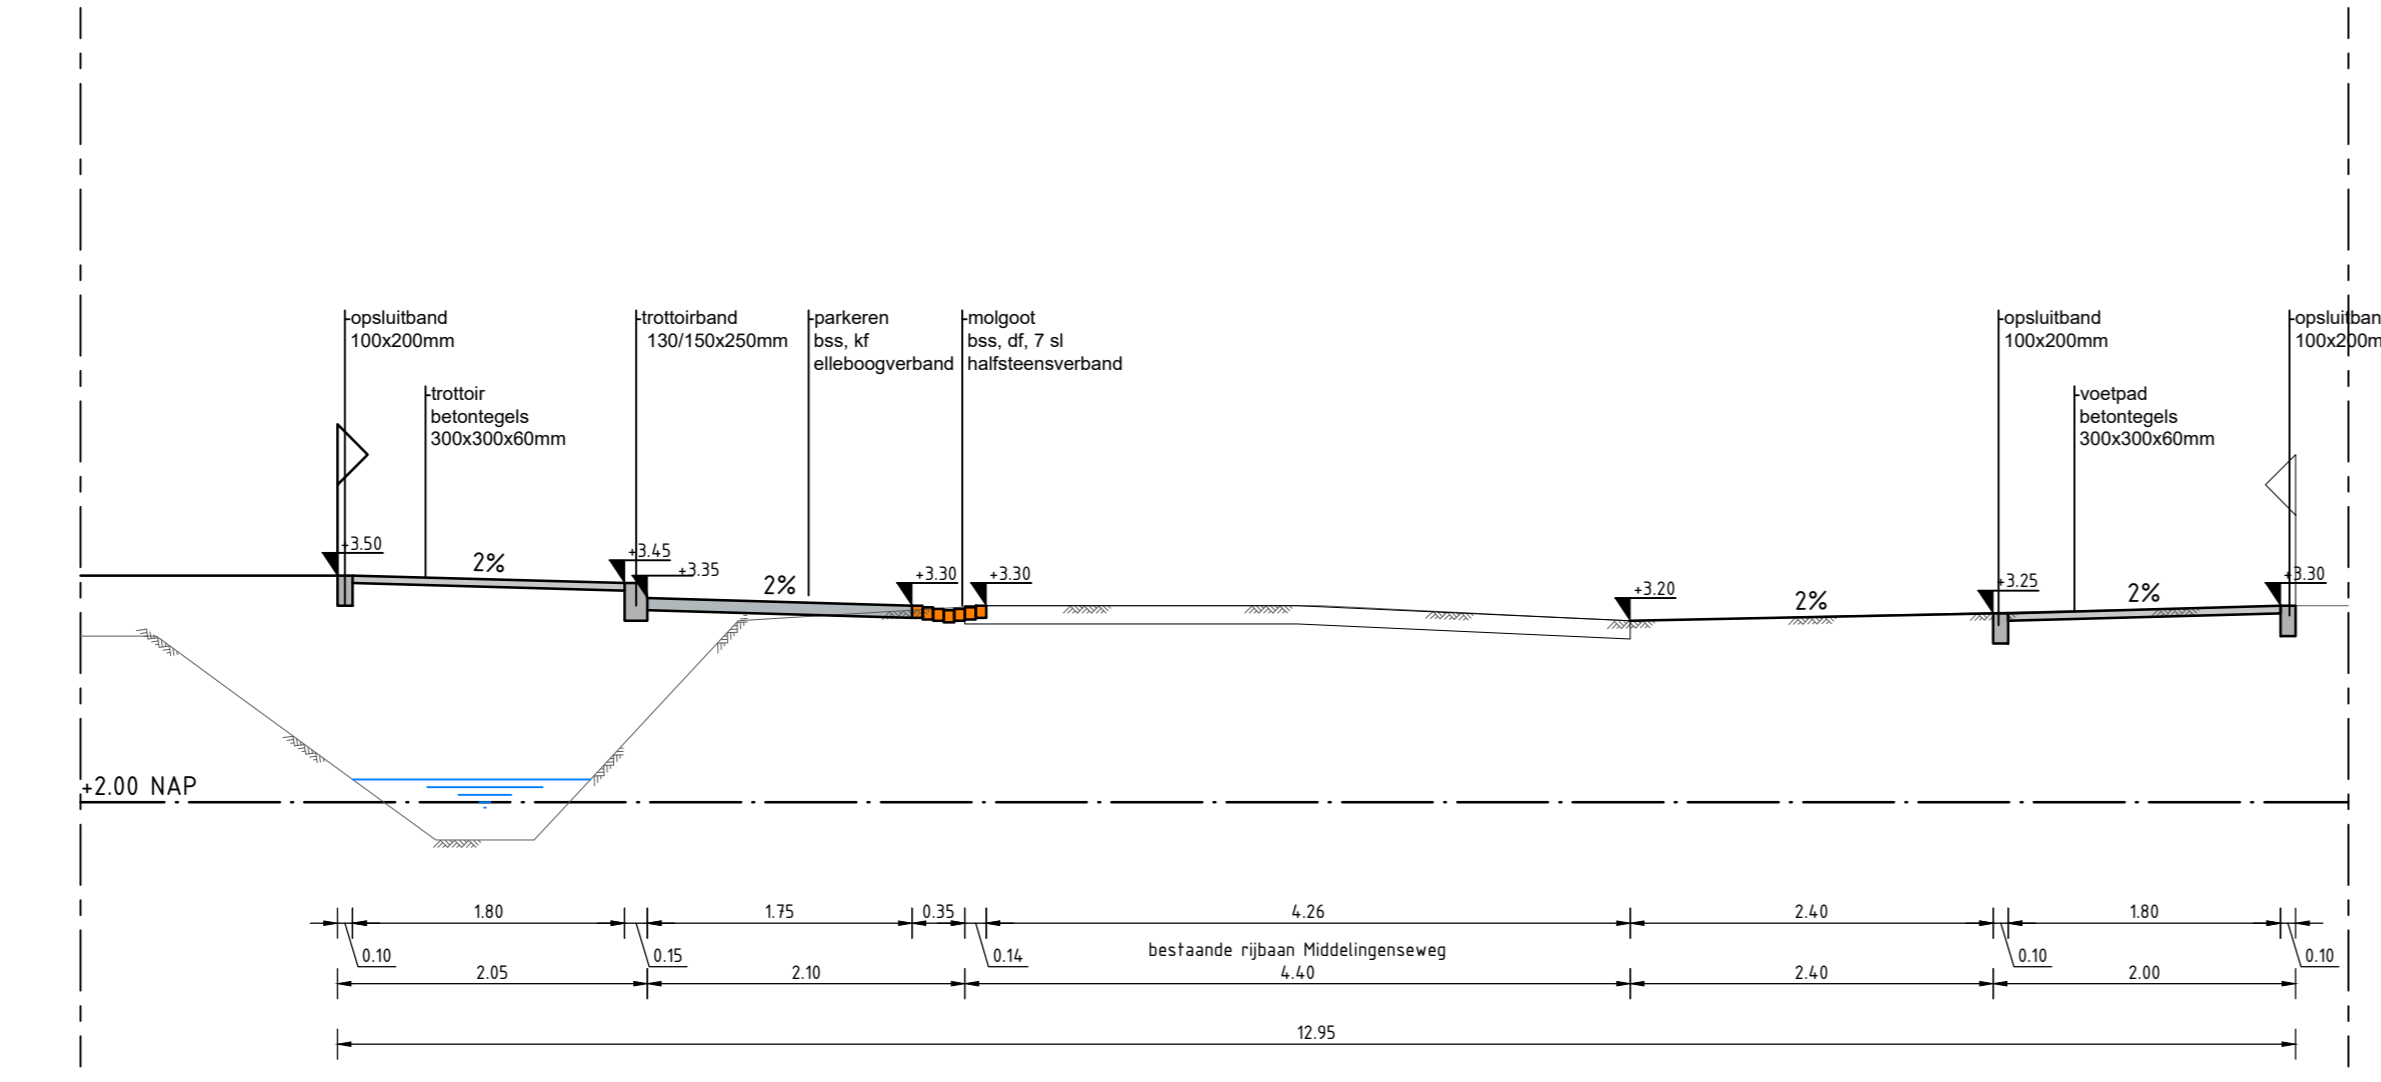 -opsluitband
100x200mm
-trottoirband
130/150x250mm
-parkeren
bss, kf
elleboogverband
-molgoot
bss, df, 7 sl
halfsteensverband
-opsluitband
100x200mm
-opsluitban
100x200m
-trottoir
betontegels
300x300x60mm
-voetpad
betontegels
300x300x60mm
+3.50
2%
+3.45
+3.35
2%
+3.30
+3.30
+3.20
2%
+3.25
2%
+3.30
+2.00 NAP
1.80
1.75
0.35
4.26
2.40
1.80
0.10
0.15
0.14
bestaande rijbaan Middelingenseweg
0.10
0.10
2.05
2.10
4.40
2.40
2.00
12.95